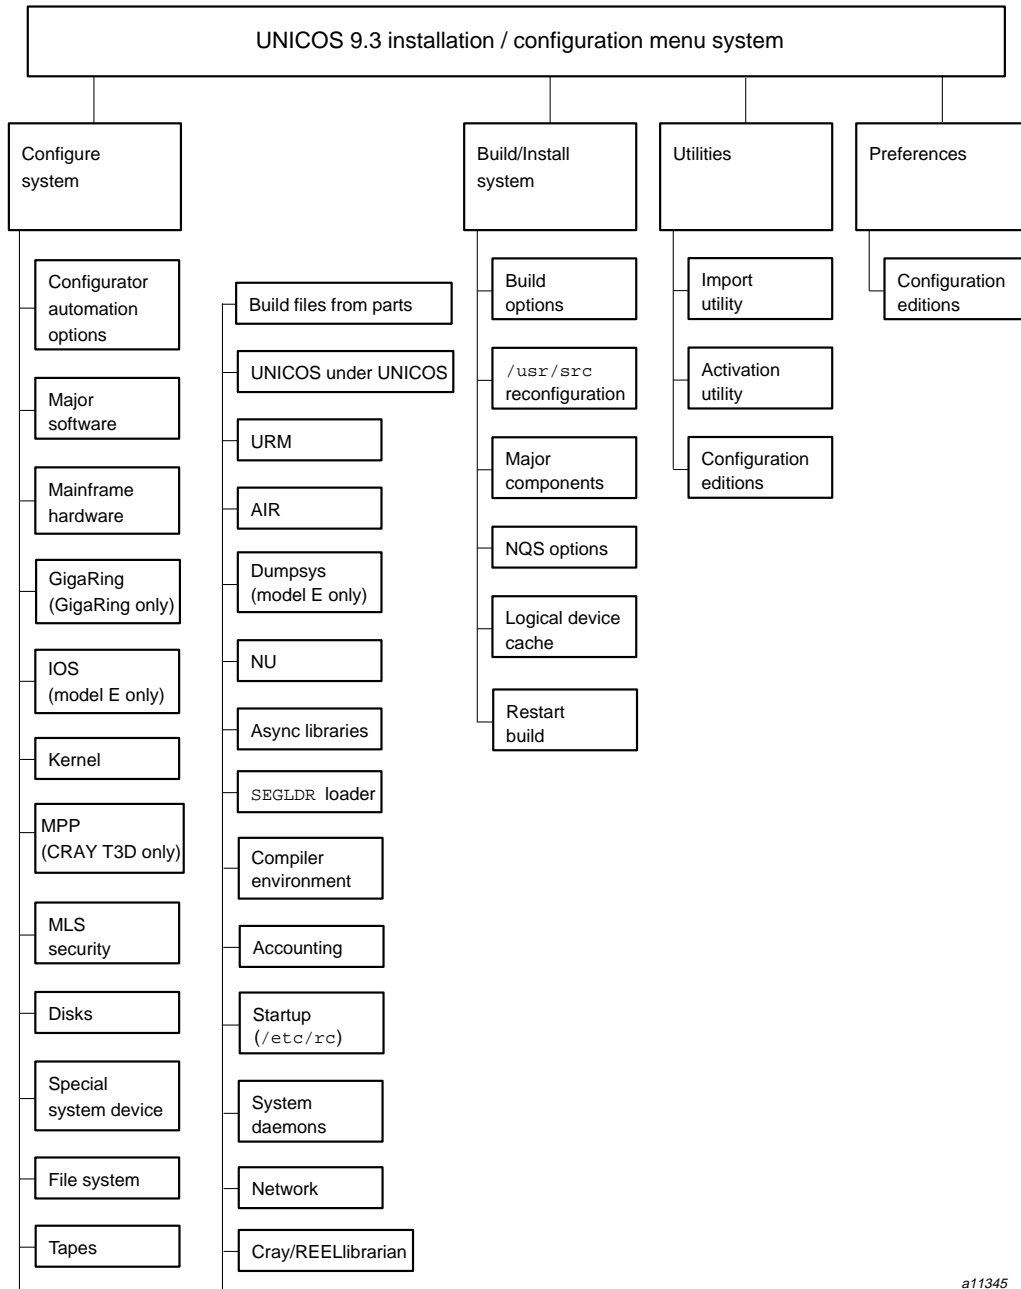 UNICOS 9.3 installation / configuration menu system
Configure
system
Configurator
automation
options
Major
software
Mainframe
hardware
GigaRing
(GigaRing only)
IOS
(model E only)
Kernel
MPP
(CRAY T3D only)
MLS
security
Disks
Special
system device
File system
Tapes
Build files from parts
UNICOS under UNICOS
URM
AIR
Dumpsys
(model E only)
NU
Async libraries
SEGLDR loader
Compiler
environment
Accounting
Startup
(/etc/rc)
System
daemons
Network
Cray/REELlibrarian
Build/Install
system
Build
options
/usr/src
reconfiguration
Major
components
NQS options
Logical device
cache
Restart
build
Utilities
Import
utility
Activation
utility
Configuration
editions
Preferences
Configuration
editions
a11345